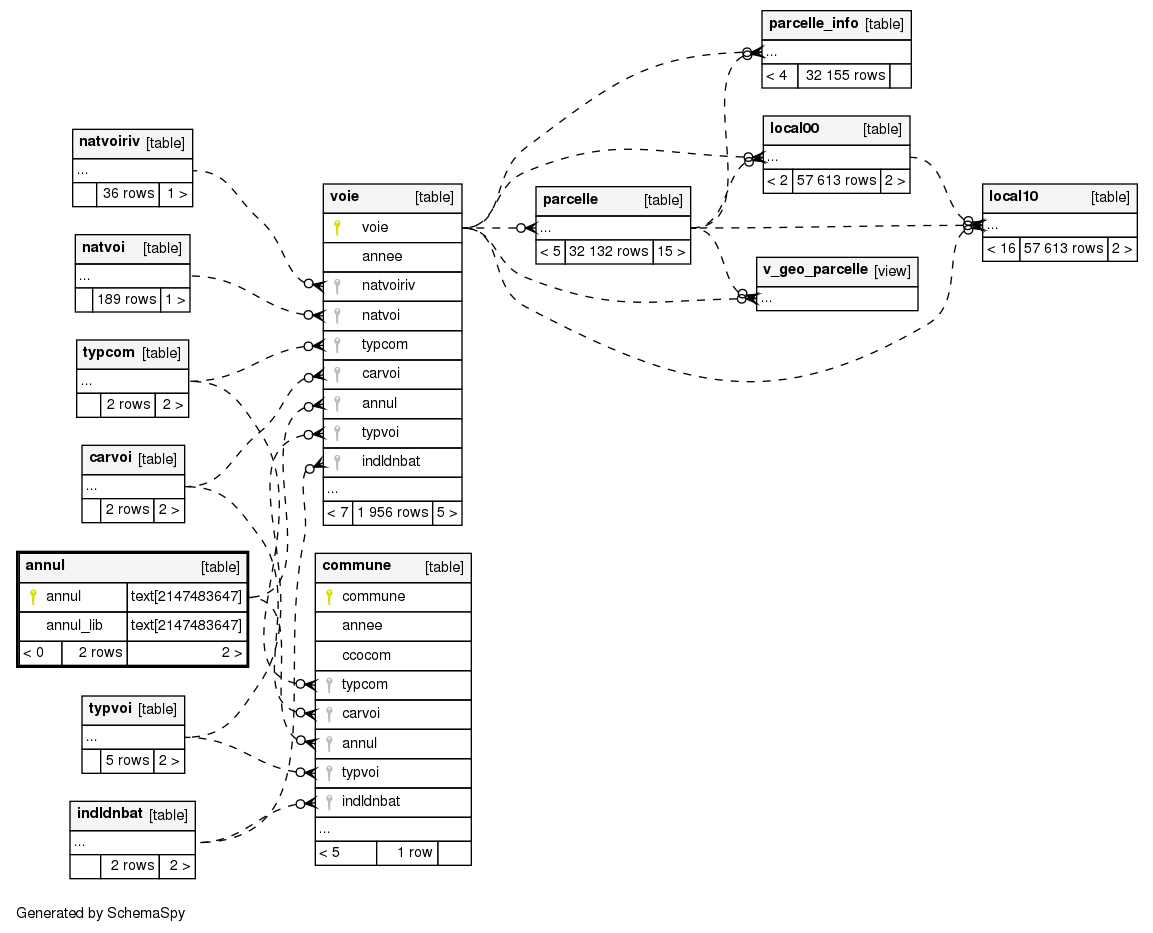 parcelle_info [table]
...
< 4 32 155 rows
natvoiriv [table]
...
36 rows 1 >
local00 [table]
...
< 2 57 613 rows 2 >
voie [table]
voie
annee
natvoiriv
natvoi
typcom
carvoi
annul
typvoi
indldnbat
...
< 7 1 956 rows 5 >
parcelle [table]
...
< 5 32 132 rows 15 >
local10 [table]
...
< 16 57 613 rows 2 >
natvoi [table]
...
189 rows 1 >
v_geo_parcelle [view]
...
typcom [table]
...
2 rows 2 >
carvoi [table]
...
2 rows 2 >
annul [table]
annul text[2147483647]
annul_lib text[2147483647]
< 0 2 rows 2 >
commune [table]
commune
annee
ccocom
typcom
carvoi
annul
typvoi
indldnbat
...
< 5 1 row
typvoi [table]
...
5 rows 2 >
indldnbat [table]
...
2 rows 2 >
Generated by SchemaSpy